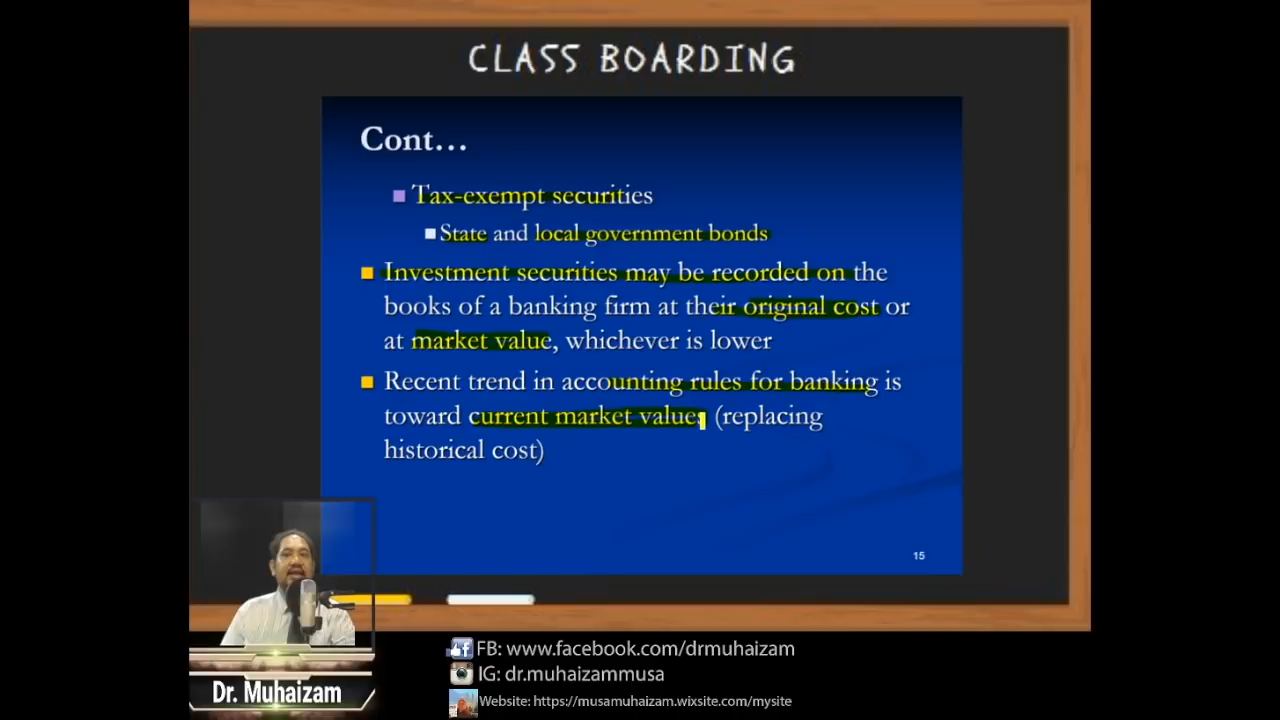 CLASS BOARDING
Cont...
Tax-exempt securities
State and local government bonds
Investment securities may be recorded on the
books of a banking firm at their original cost or
at market value, whichever is lower
Recent trend in accounting rules for banking is
toward current market values (replacing
historical cost)
15
Dr. Muhaizam
FB: www.facebook.com/drmuhaizam
IG: dr.muhaizammusa
Website: https://musamuhaizam.wixsite.com/mysite